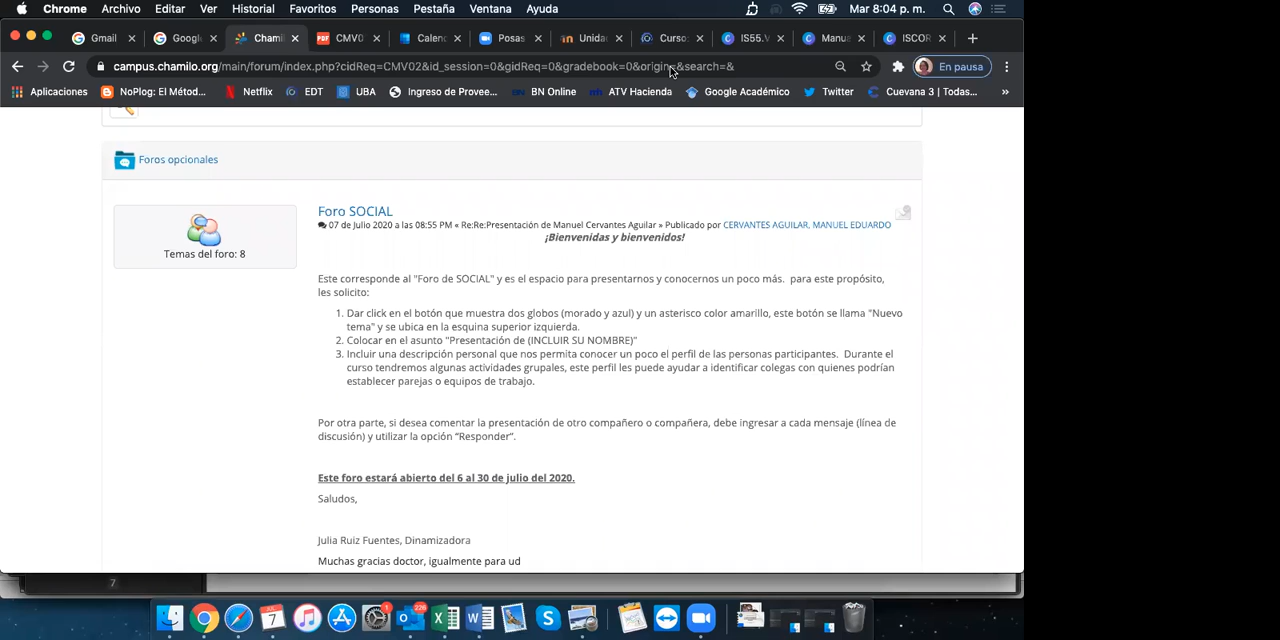 Chrome Archivo Editar Ver Historial Favoritos Personas Pestaña Ventana Ayuda Mar 8:04 p. m.
Gmail Google Chami CMV0 Calenc Posas Unidac Curso: IS55.V Manua ISCOR
campus.chamilo.org/main/forum/index.php?cidReq=CMV02&id_session=0&gidReq=0&gradebook=0&origin=&search=& En pausa
Aplicaciones NoPlog: El Métod... Netflix EDT UBA Ingreso de Provee... BN Online ATV Hacienda Google Académico Twitter Cuevana 3 | Todas... »
Foros opcionales
Temas del foro: 8
Foro SOCIAL
07 de Julio 2020 a las 08:55 PM « Re:Re:Presentación de Manuel Cervantes Aguilar » Publicado por CERVANTES AGUILAR, MANUEL EDUARDO
¡Bienvenidas y bienvenidos!
Este corresponde al "Foro de SOCIAL" y es el espacio para presentarnos y conocernos un poco más. para este propósito,
les solicito:
1. Dar click en el botón que muestra dos globos (morado y azul) y un asterisco color amarillo, este botón se llama "Nuevo
tema" y se ubica en la esquina superior izquierda.
2. Colocar en el asunto "Presentación de (INCLUIR SU NOMBRE)"
3. Incluir una descripción personal que nos permita conocer un poco el perfil de las personas participantes. Durante el
curso tendremos algunas actividades grupales, este perfil les puede ayudar a identificar colegas con quienes podrían
establecer parejas o equipos de trabajo.
Por otra parte, si desea comentar la presentación de otro compañero o compañera, debe ingresar a cada mensaje (línea de
discusión) y utilizar la opción “Responder”.
Este foro estará abierto del 6 al 30 de julio del 2020.
Saludos,
Julia Ruiz Fuentes, Dinamizadora
Muchas gracias doctor, igualmente para ud
7